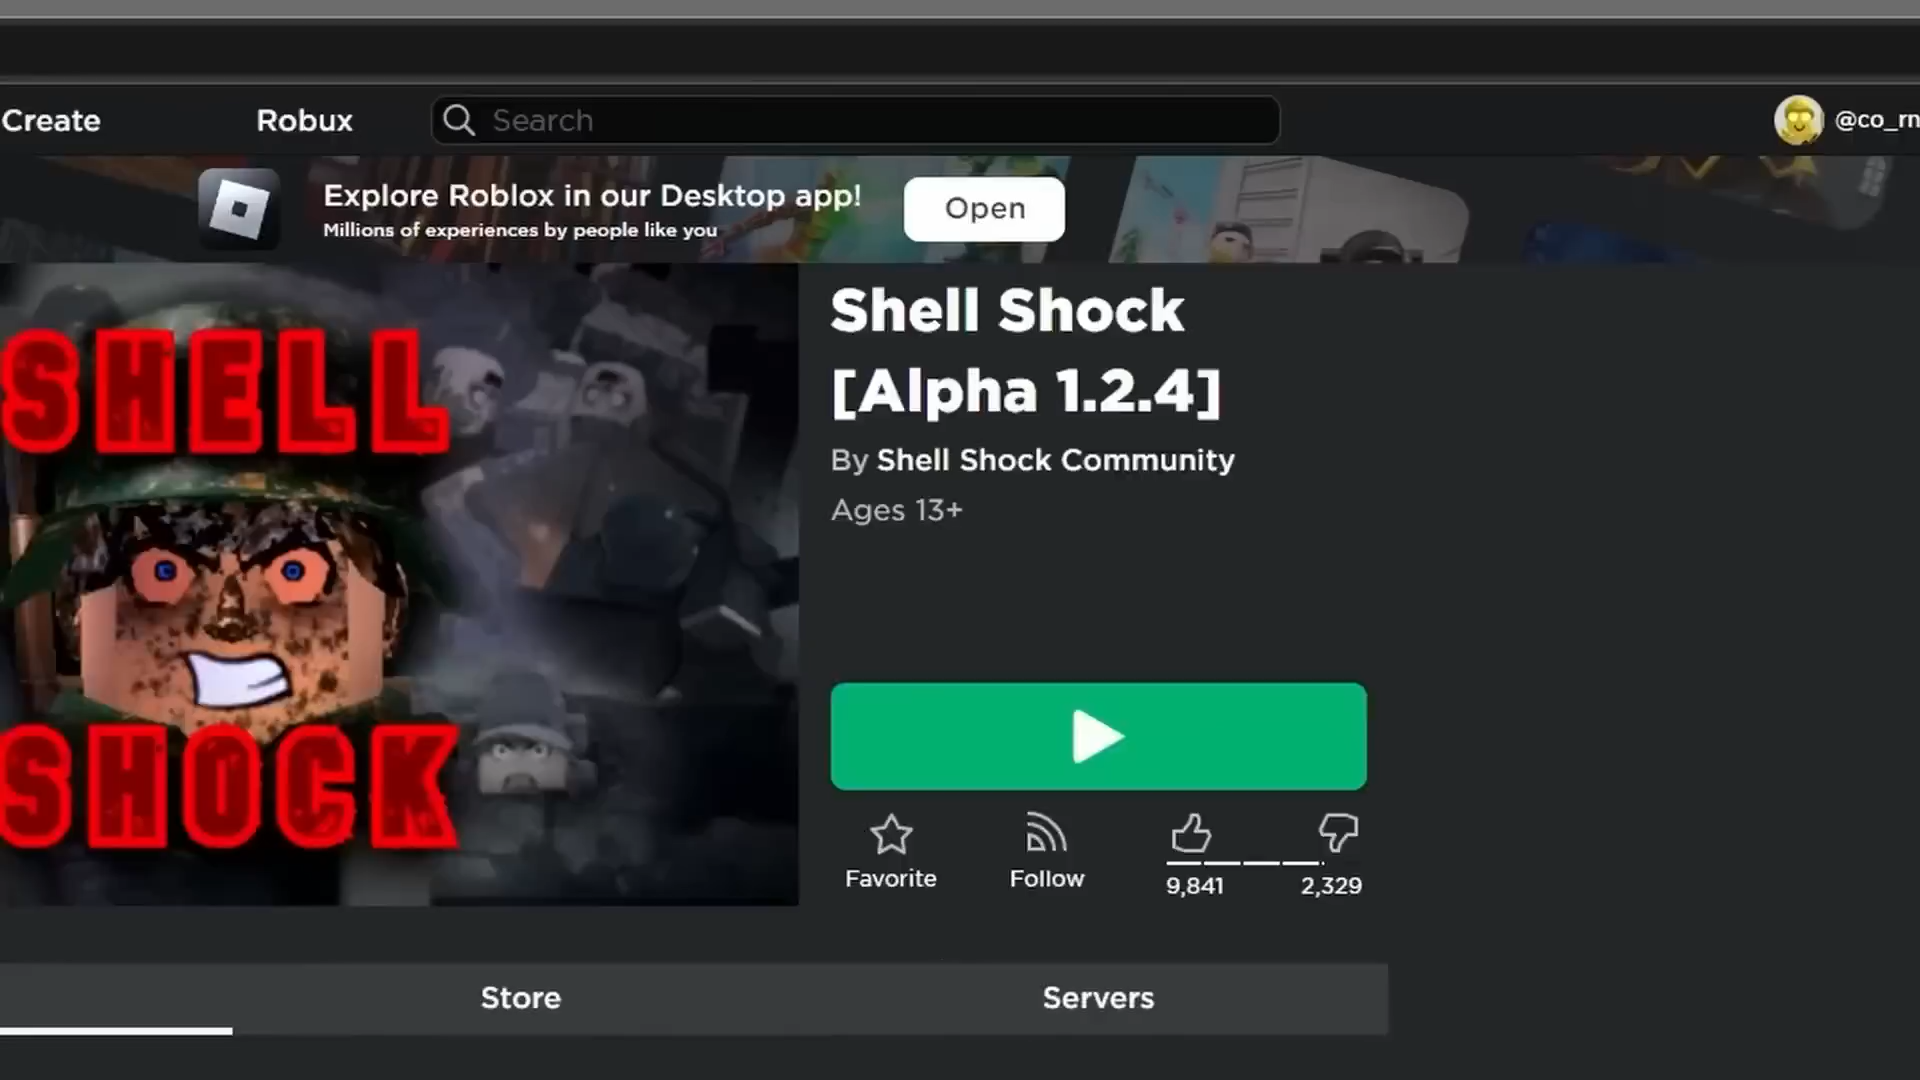 Create
Robux
Search
@co_rn
Explore Roblox in our Desktop app!
Millions of experiences by people like you
Open
SHELL
SHOCK
Shell Shock
[Alpha 1.2.4]
By Shell Shock Community
Ages 13+
Favorite
Follow
9,841
2,329
Store
Servers